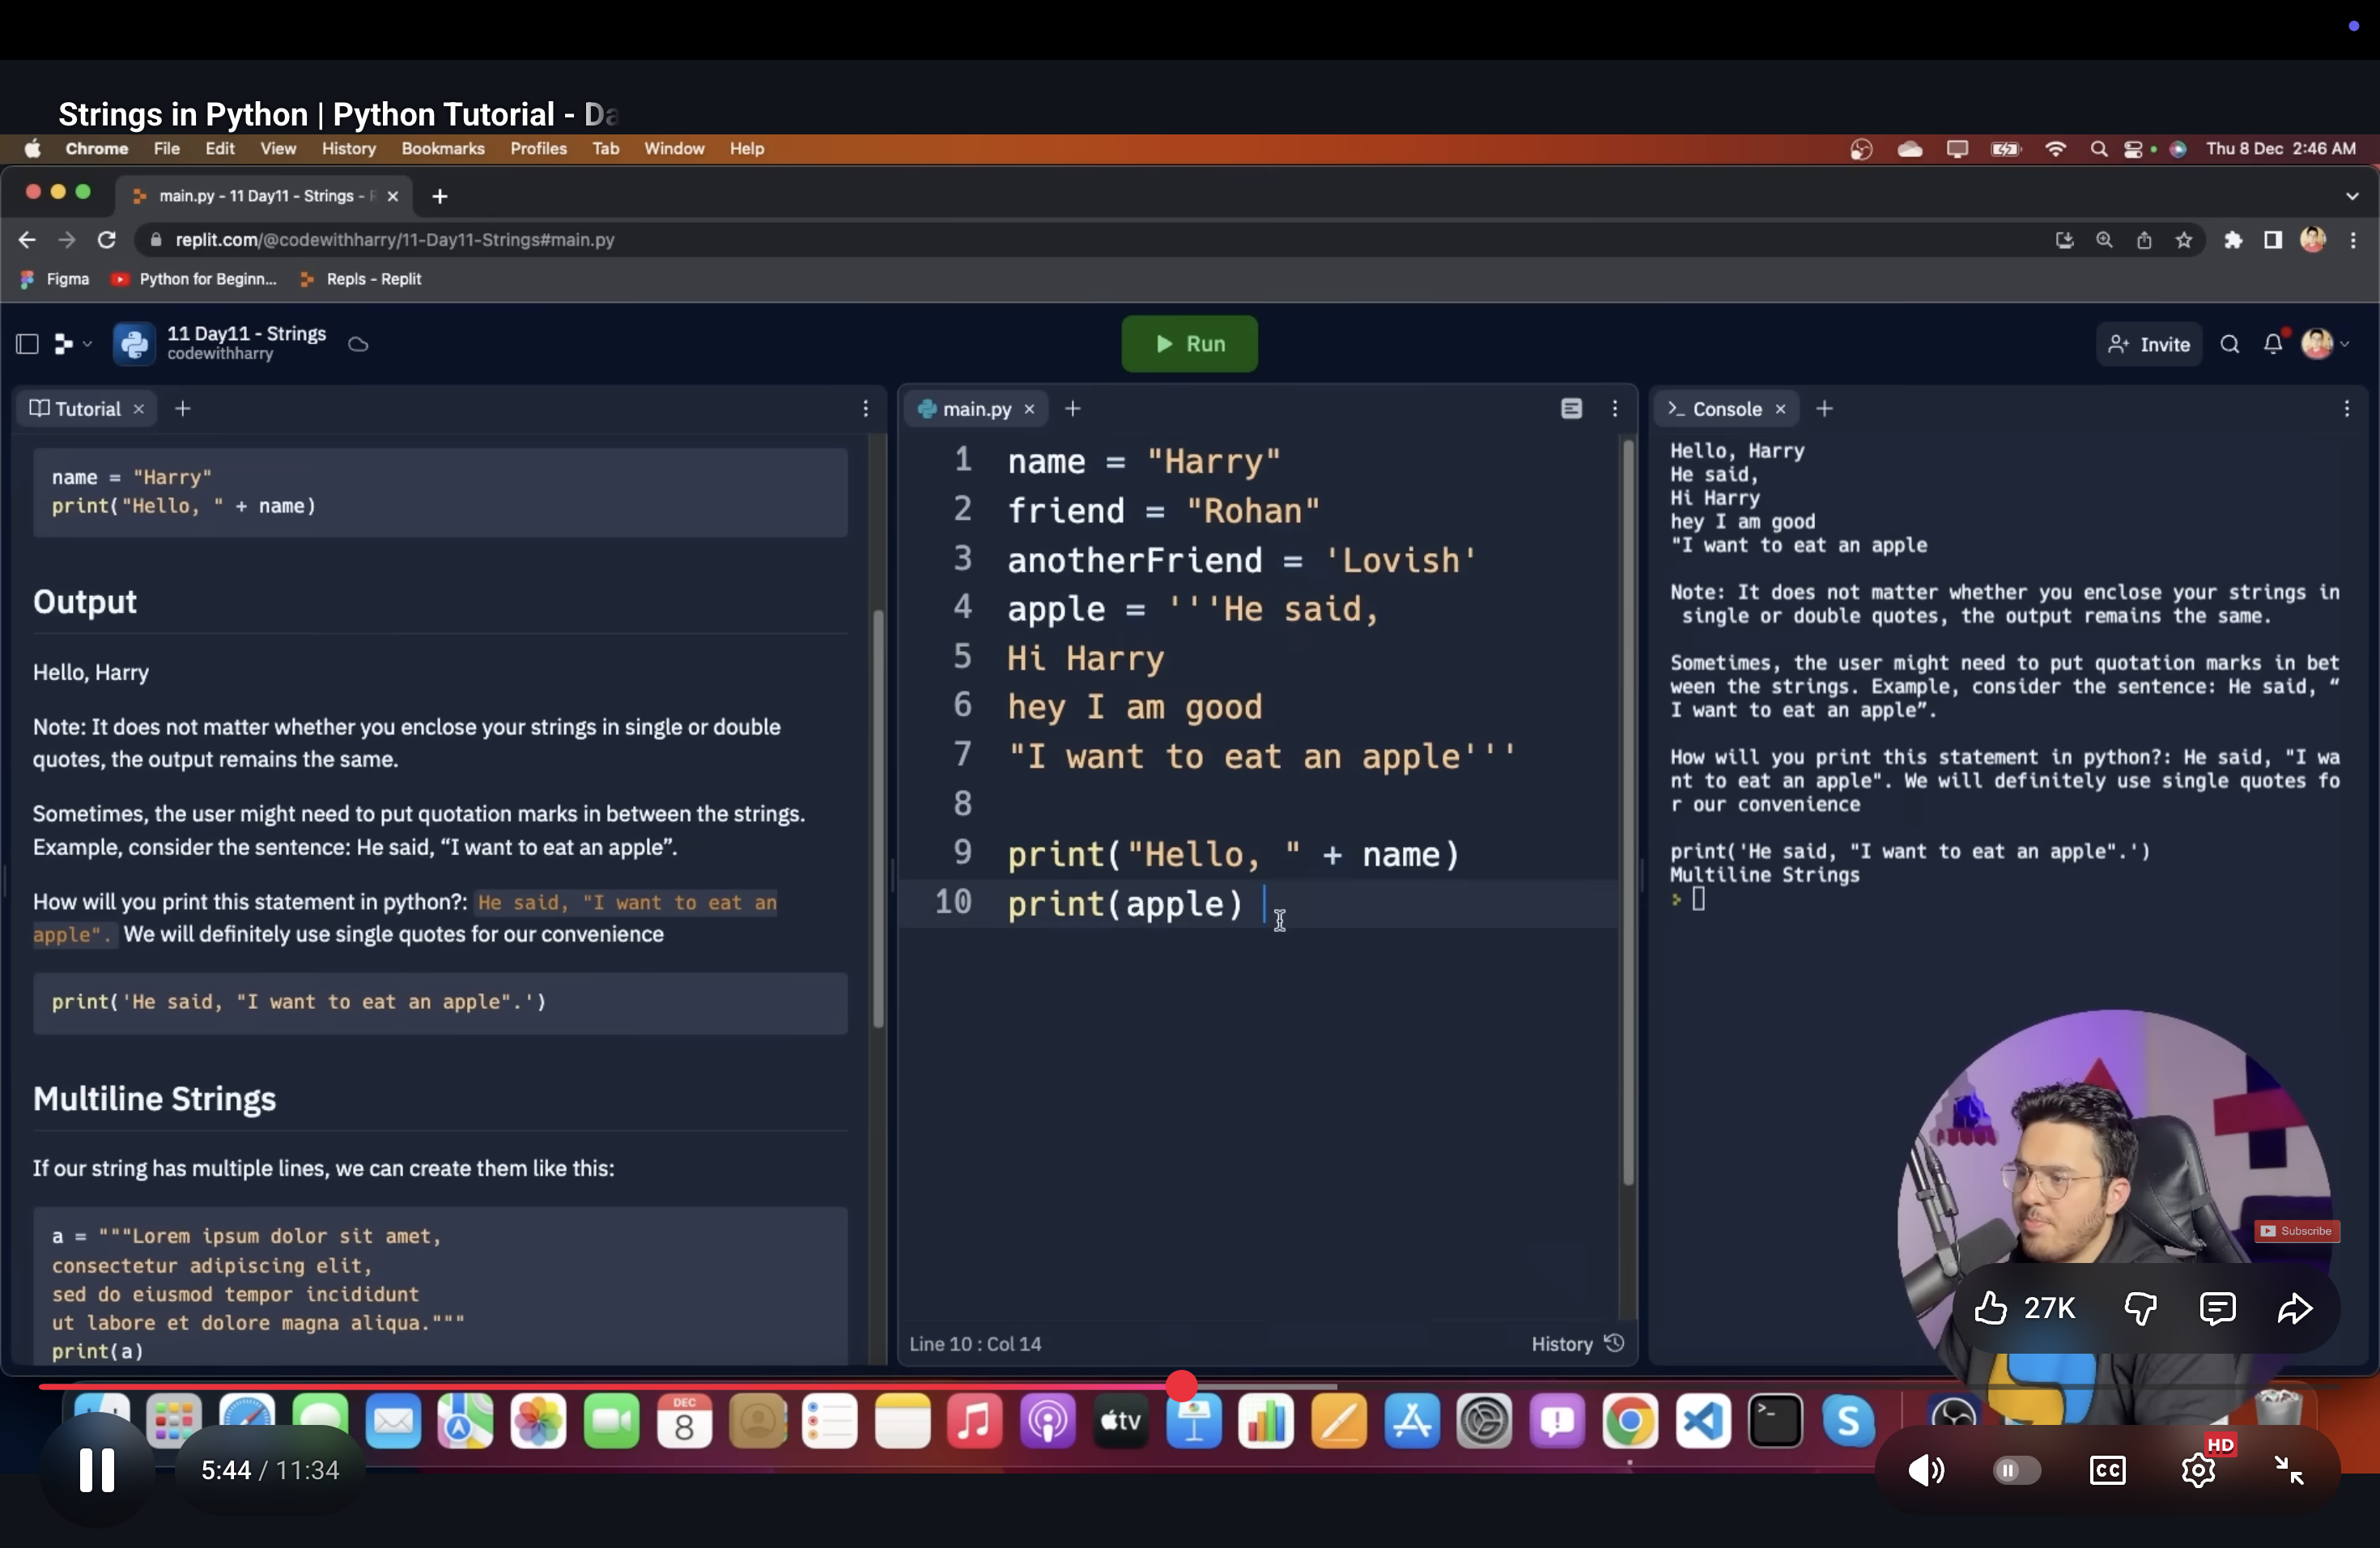 Strings in Python | Python Tutorial - Da
Chrome File Edit View History Bookmarks Profiles Tab Window Help
Thu 8 Dec 2:46 AM
main.py - 11 Day11 - Strings -
replit.com/@codewithharry/11-Day11-Strings#main.py
Figma Python for Beginn... Repls - Replit
11 Day11 - Strings
codewithharry
Run
Invite
Tutorial
name = "Harry"
print("Hello, " + name)
Output
Hello, Harry
Note: It does not matter whether you enclose your strings in single or double
quotes, the output remains the same.
Sometimes, the user might need to put quotation marks in between the strings.
Example, consider the sentence: He said, “I want to eat an apple”.
How will you print this statement in python?: He said, "I want to eat an
apple". We will definitely use single quotes for our convenience
print('He said, "I want to eat an apple".')
Multiline Strings
If our string has multiple lines, we can create them like this:
a = """Lorem ipsum dolor sit amet,
consectetur adipiscing elit,
sed do eiusmod tempor incididunt
ut labore et dolore magna aliqua."""
print(a)
main.py
1 name = "Harry"
2 friend = "Rohan"
3 anotherFriend = 'Lovish'
4 apple = '''He said,
5 Hi Harry
6 hey I am good
7 "I want to eat an apple'''
8
9 print("Hello, " + name)
10 print(apple)
Line 10 : Col 14
History
Console
Hello, Harry
He said,
Hi Harry
hey I am good
"I want to eat an apple
Note: It does not matter whether you enclose your strings in
single or double quotes, the output remains the same.
Sometimes, the user might need to put quotation marks in bet
ween the strings. Example, consider the sentence: He said, “
I want to eat an apple”.
How will you print this statement in python?: He said, "I wa
nt to eat an apple". We will definitely use single quotes fo
r our convenience
print('He said, "I want to eat an apple".')
Multiline Strings
Subscribe
27K
DEC
8
tv
5:44 / 11:34
CC
HD